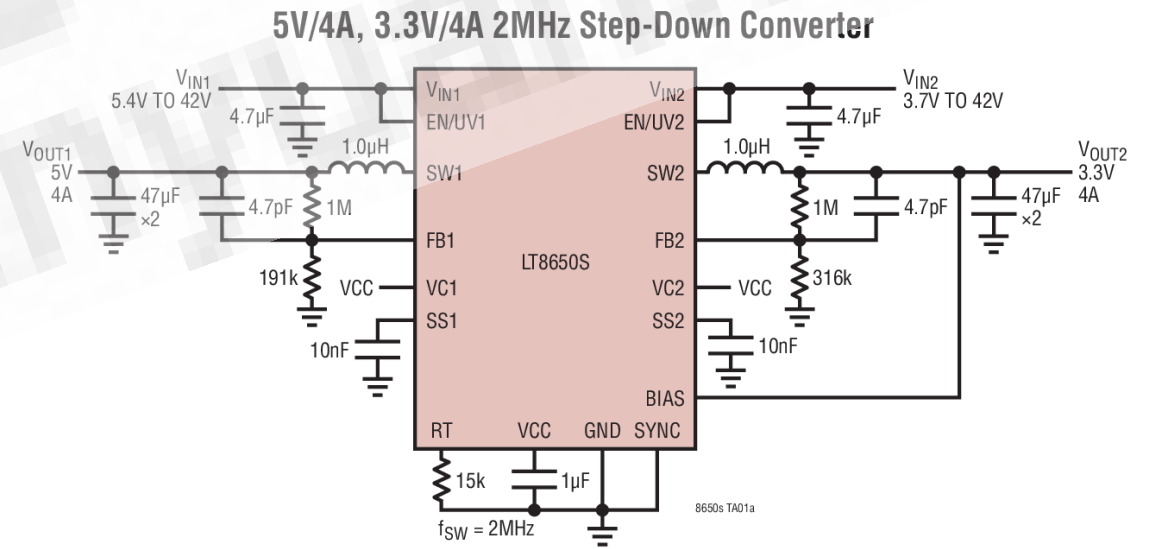 5V/4A, 3.3V/4A 2MHz Step-Down Converter
VIN1
5.4V TO 42V
4.7µF
VIN1
EN/UV1
VIN2
EN/UV2
4.7µF
VIN2
3.7V TO 42V
VOUT1
5V
4A
47µF
×2
4.7pF
1M
1.0µH
SW1
SW2
1.0µH
1M
4.7pF
47µF
×2
VOUT2
3.3V
4A
FB1
191k
LT8650S
FB2
316k
VCC
VC1
VC2
VCC
SS1
10nF
SS2
10nF
BIAS
RT
VCC
GND
SYNC
15k
1µF
fSW = 2MHz
8650s TA01a